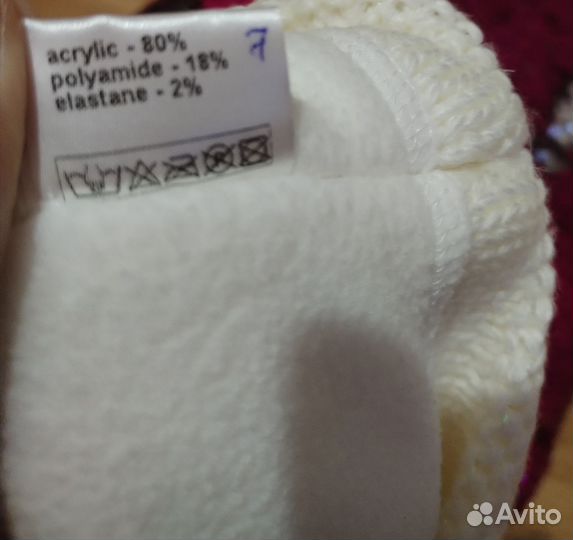 acrylic - 80%
polyamide - 18%
elastane - 2%
7
Avito